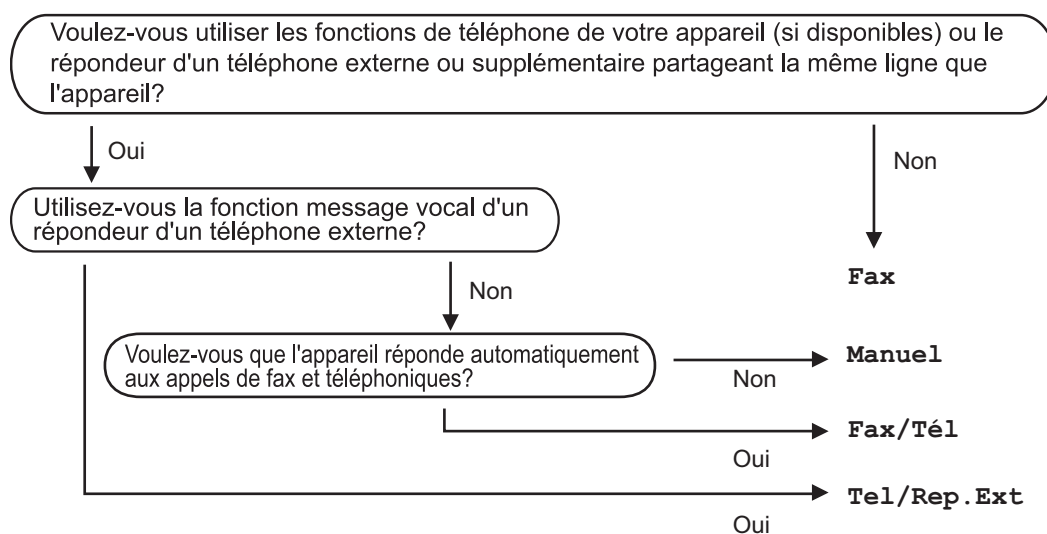 Voulez-vous utiliser les fonctions de téléphone de votre appareil (si disponibles) ou le
répondeur d'un téléphone externe ou supplémentaire partageant la même ligne que
l'appareil?
Oui
Non
Utilisez-vous la fonction message vocal d'un
répondeur d'un téléphone externe?
Fax
Non
Voulez-vous que l'appareil réponde automatiquement
aux appels de fax et téléphoniques?
Manuel
Non
Fax/Tél
Oui
Tel/Rep.Ext
Oui